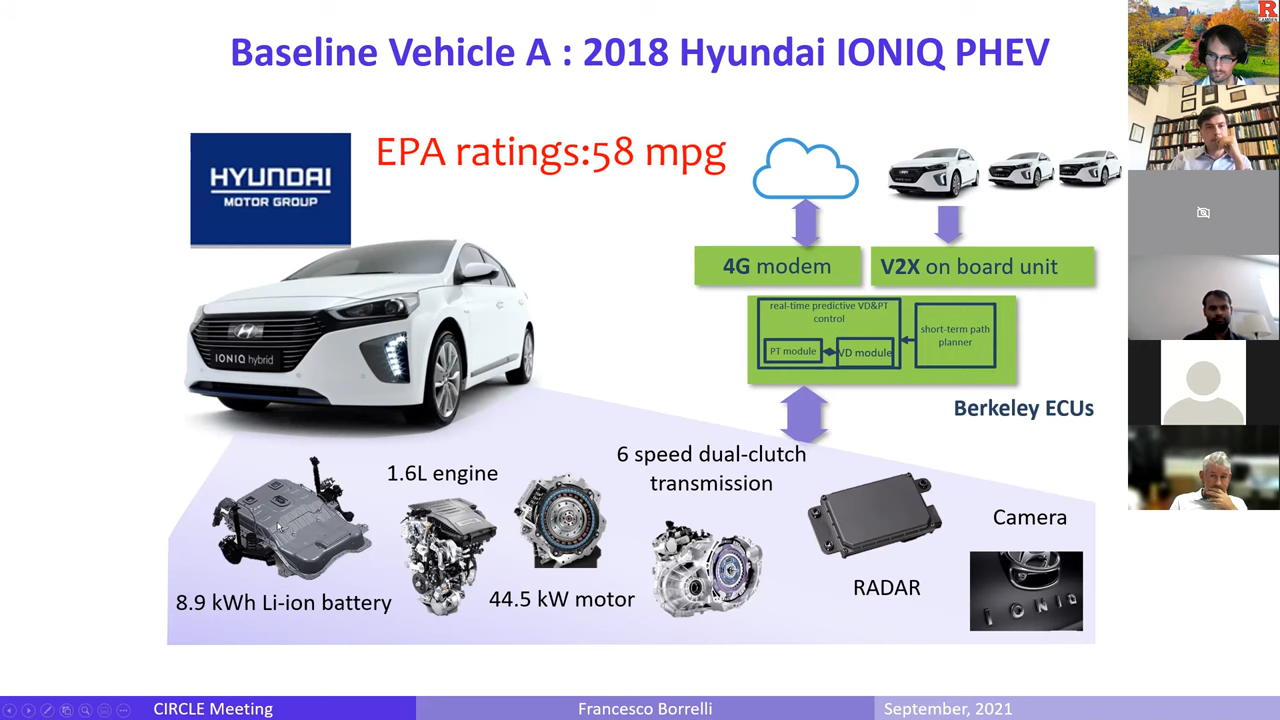 Baseline Vehicle A : 2018 Hyundai IONIQ PHEV
HYUNDAI
MOTOR GROUP
EPA ratings:58 mpg
4G modem
V2X on board unit
real-time predictive VD&PT
control
PT module
VD module
short-term path
planner
Berkeley ECUs
IONIQ hybrid
8.9 kWh Li-ion battery
1.6L engine
44.5 kW motor
6 speed dual-clutch
transmission
RADAR
Camera
IONIQ
CIRCLE Meeting
Francesco Borrelli
September, 2021
R